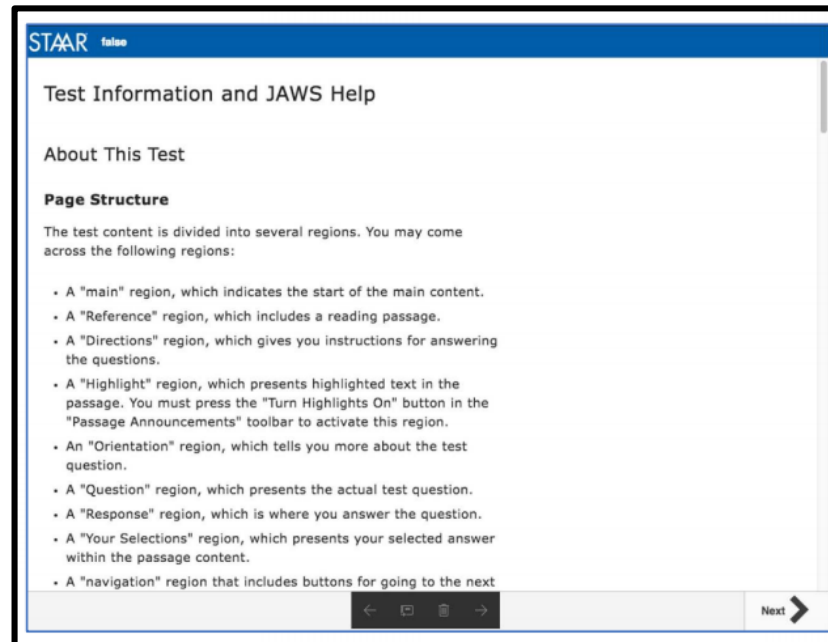 STAAR false
Test Information and JAWS Help
About This Test
Page Structure
The test content is divided into several regions. You may come
across the following regions:
• A "main" region, which indicates the start of the main content.
• A "Reference" region, which includes a reading passage.
• A "Directions" region, which gives you instructions for answering
the questions.
• A "Highlight" region, which presents highlighted text in the
passage. You must press the "Turn Highlights On" button in the
"Passage Announcements" toolbar to activate this region.
• An "Orientation" region, which tells you more about the test
question.
• A "Question" region, which presents the actual test question.
• A "Response" region, which is where you answer the question.
• A "Your Selections" region, which presents your selected answer
within the passage content.
• A "navigation" region that includes buttons for going to the next
Next